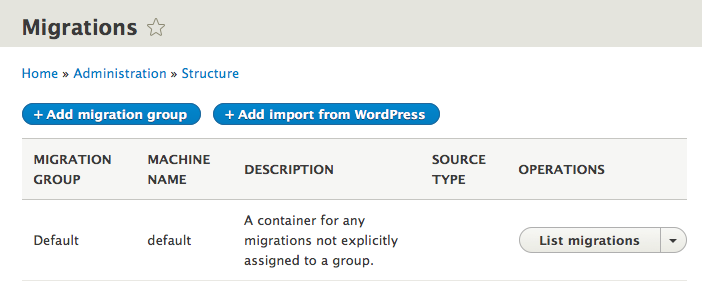 Migrations
Home » Administration » Structure
+ Add migration group + Add import from WordPress
MIGRATION GROUP MACHINE NAME DESCRIPTION SOURCE TYPE OPERATIONS
Default default A container for any migrations not explicitly assigned to a group. List migrations